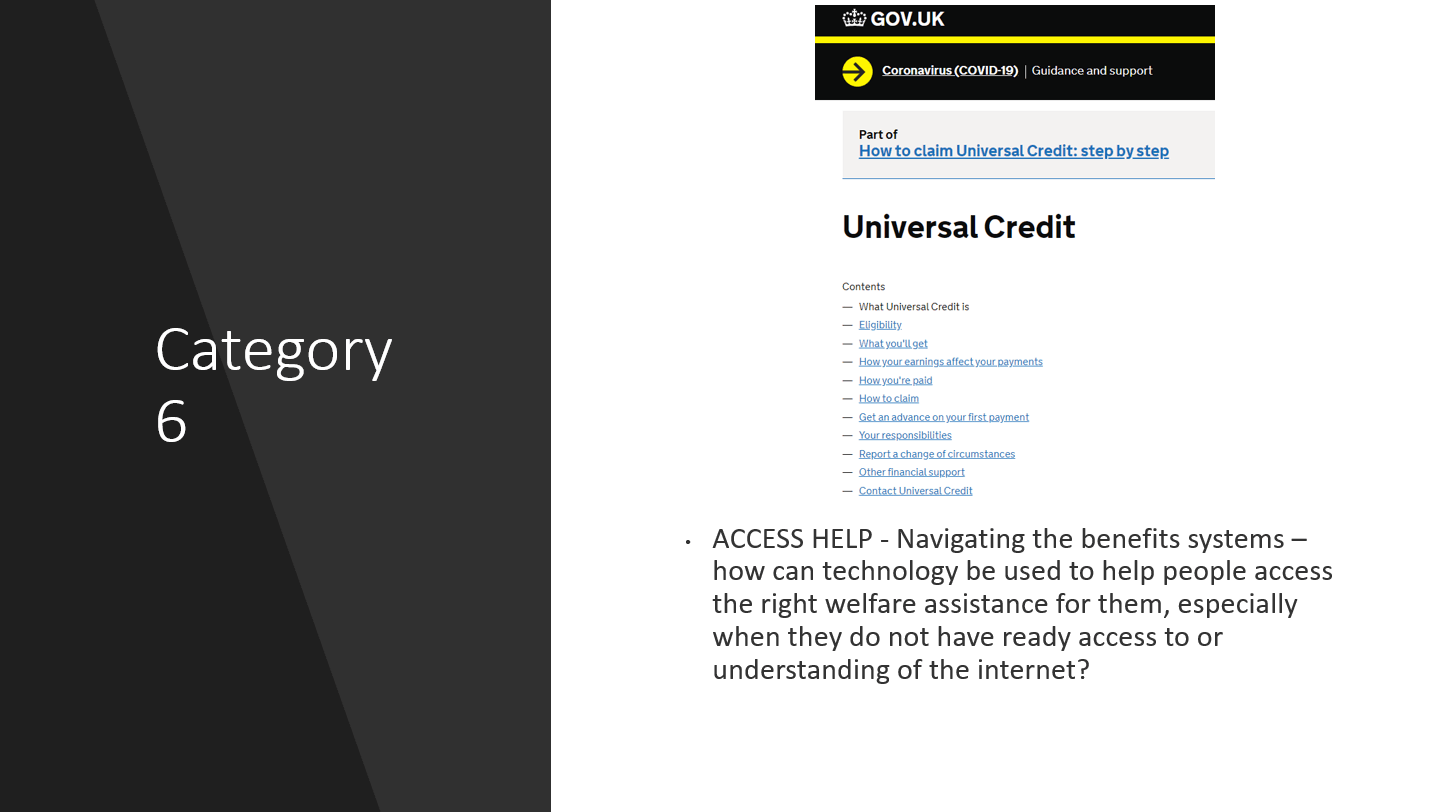 Category
6
GOV.UK
Coronavirus (COVID-19) | Guidance and support
Part of
How to claim Universal Credit: step by step
Universal Credit
Contents
— What Universal Credit is
— Eligibility
— What you'll get
— How your earnings affect your payments
— How you're paid
— How to claim
— Get an advance on your first payment
— Your responsibilities
— Report a change of circumstances
— Other financial support
— Contact Universal Credit
• ACCESS HELP - Navigating the benefits systems –
how can technology be used to help people access
the right welfare assistance for them, especially
when they do not have ready access to or
understanding of the internet?